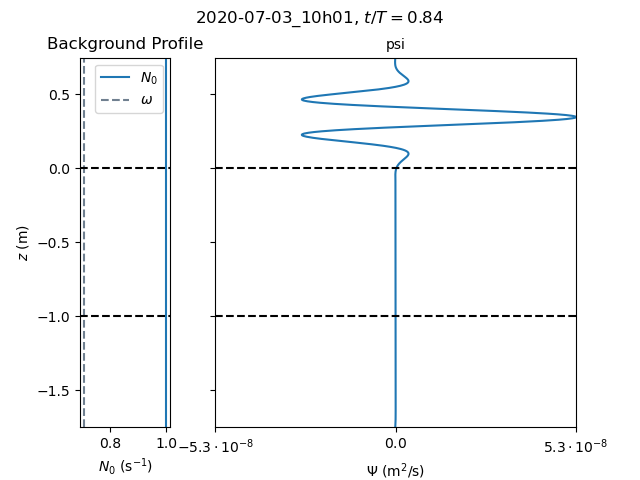 2020-07-03_10h01, t/T = 0.84
Background Profile
psi
N₀
ω
0.5
0.0
−0.5
−1.0
−1.5
z (m)
0.8
1.0
N₀ (s⁻¹)
−5.3 · 10⁻⁸
0.0
5.3 · 10⁻⁸
Ψ (m²/s)